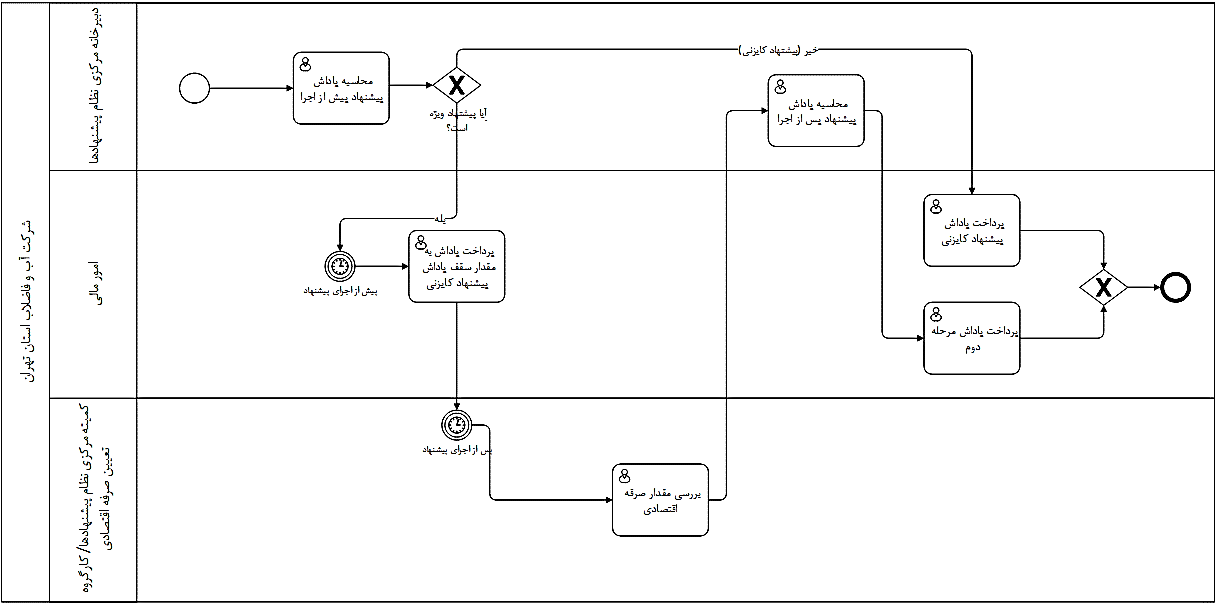 شرکت آب و فاضلاب استان تهران
دبیرخانه مرکزی نظام پیشنهادها
محاسبه پاداش
پیشنهاد پیش از اجرا
آیا پیشنهاد ویژه
است؟
خیر (پیشنهاد کایزنی)
محاسبه پاداش
پیشنهاد پس از اجرا
امور مالی
بله
پیش از اجرای پیشنهاد
پرداخت پاداش به
مقدار سقف پاداش
پیشنهاد کایزنی
پرداخت پاداش
پیشنهاد کایزنی
پرداخت پاداش مرحله
دوم
کمیته مرکزی نظام پیشنهادها/ کارگروه
تعیین صرفه اقتصادی
پس از اجرای پیشنهاد
بررسی مقدار صرفه
اقتصادی